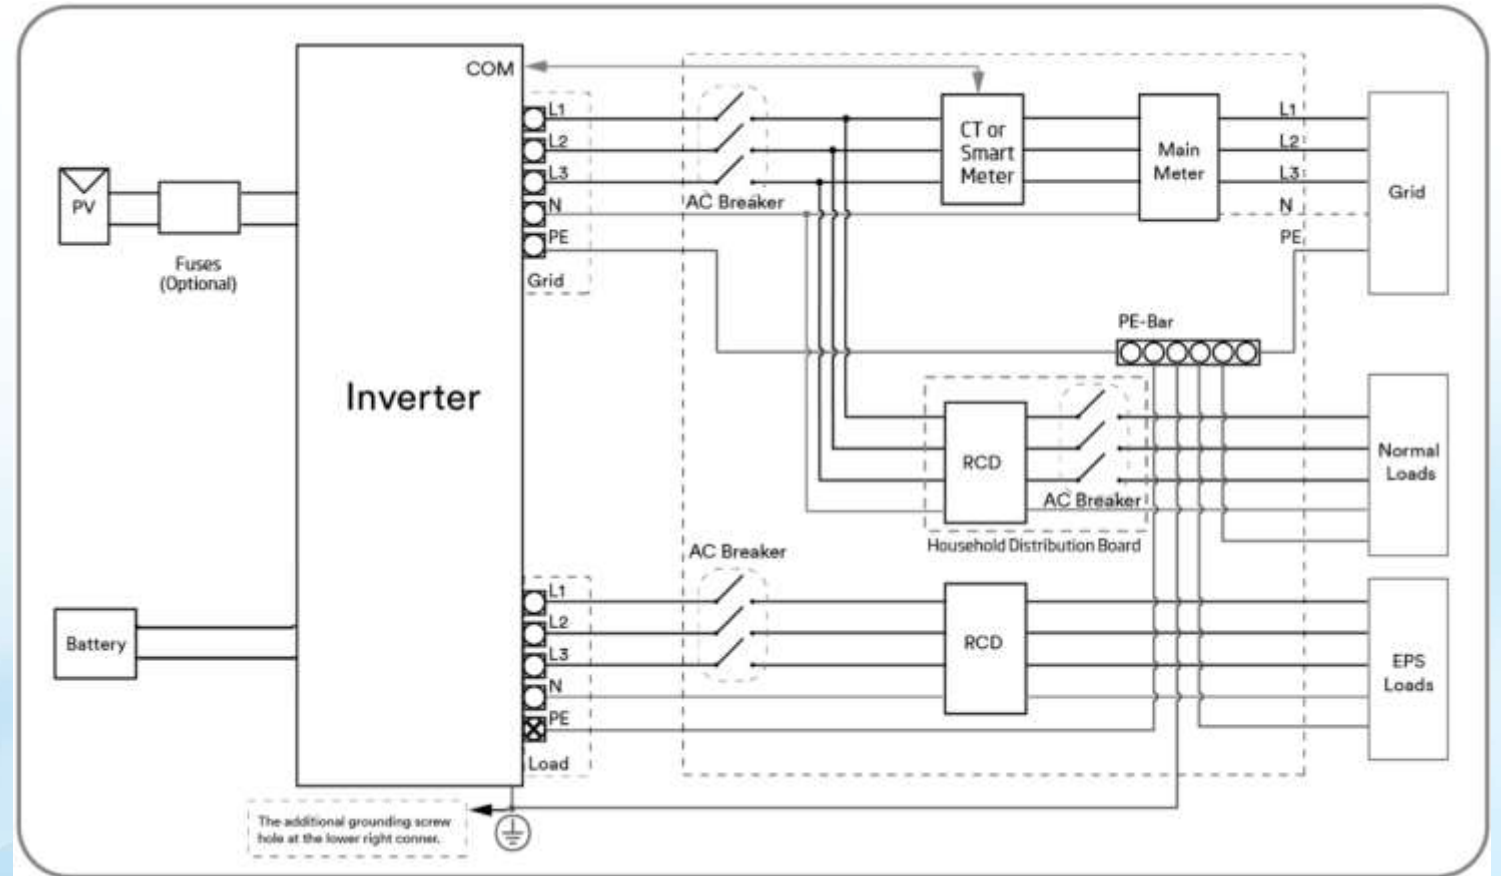 COM
L1
L2
L3
N
PE
Grid
AC Breaker
CT or
Smart
Meter
Main
Meter
L1
L2
L3
N
PE
Grid
PV
Fuses
(Optional)
PE-Bar
Inverter
RCD
AC Breaker
Household Distribution Board
Normal
Loads
AC Breaker
Battery
L1
L2
L3
N
PE
Load
RCD
EPS
Loads
The additional grounding screw
hole at the lower right conner.